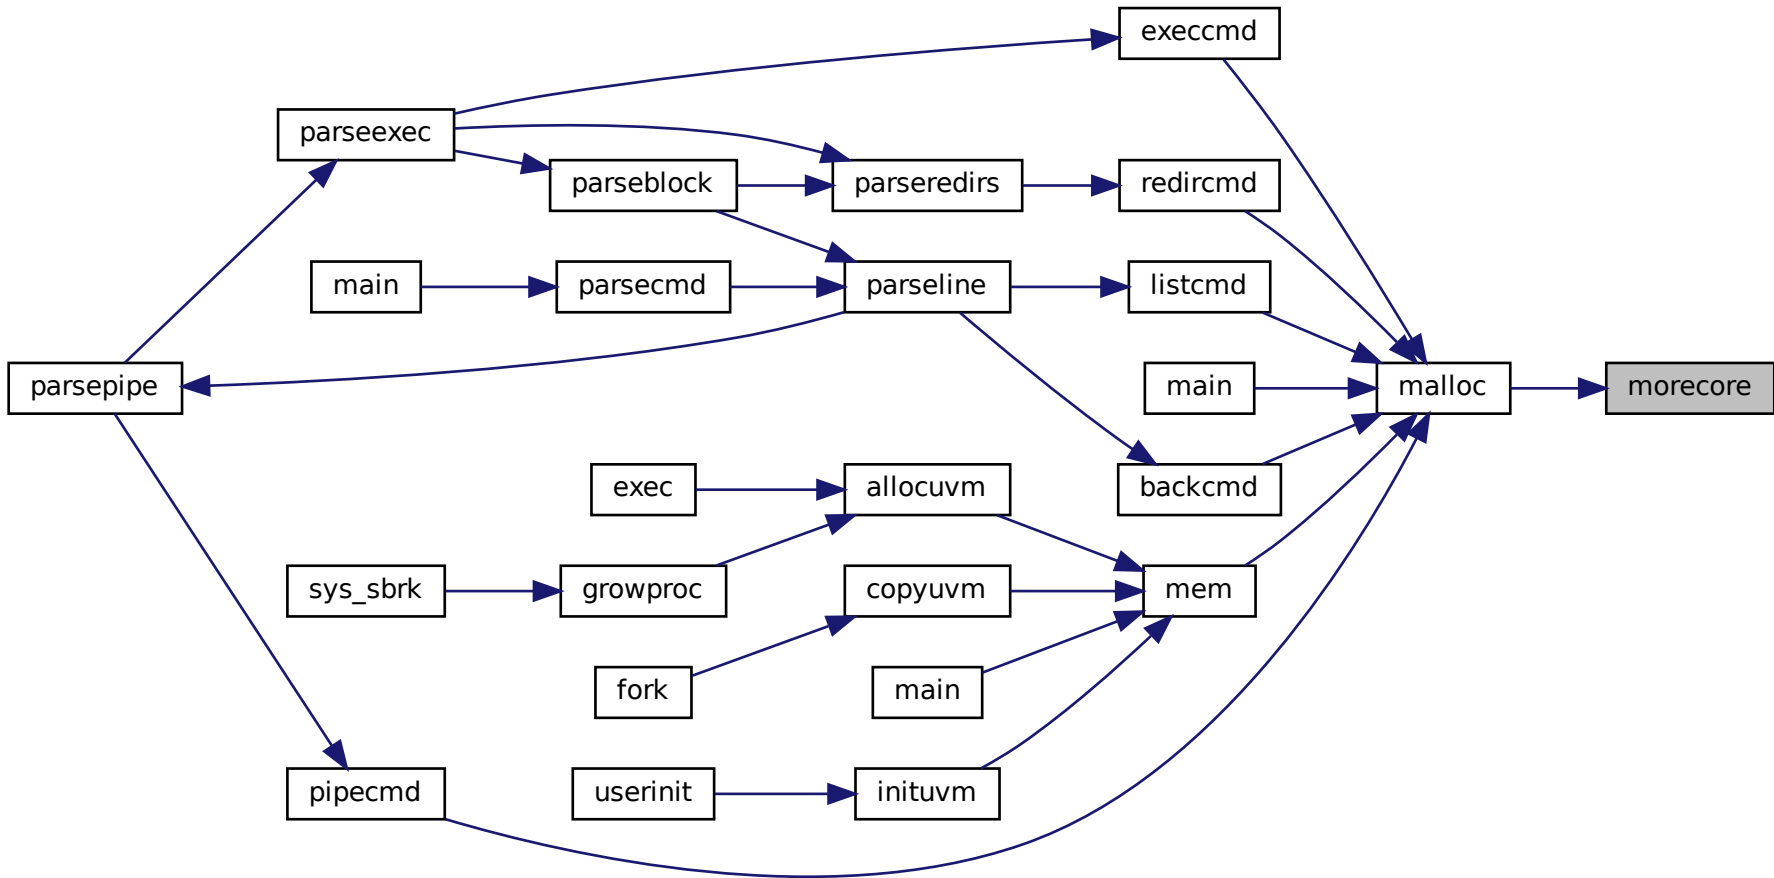 execcmd
parseexec
parseblock
parseredirs
redircmd
main
parsecmd
parseline
listcmd
parsepipe
main
malloc
morecore
exec
allocuvm
backcmd
sys_sbrk
growproc
copyuvm
mem
fork
main
pipecmd
userinit
inituvm